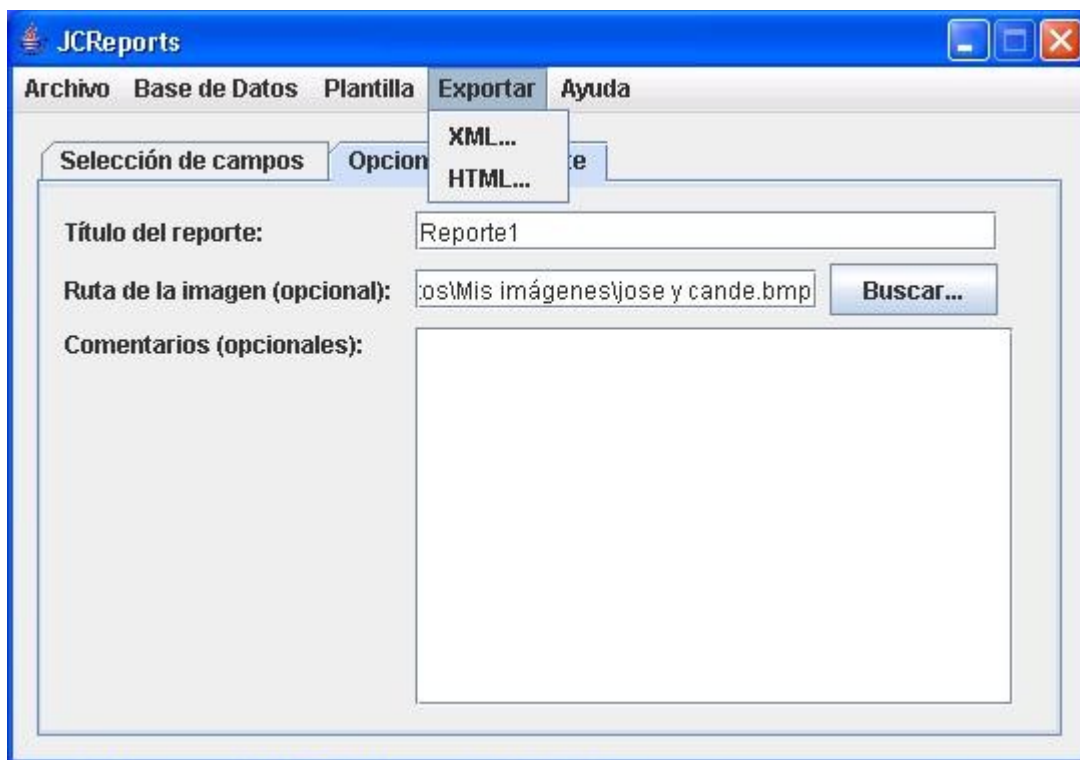 JCReports
Archivo Base de Datos Plantilla Exportar Ayuda
XML...
HTML...
Selección de campos
Título del reporte: Reporte1
Ruta de la imagen (opcional): \Mis imágenes\jose y cande.bmp Buscar...
Comentarios (opcionales):